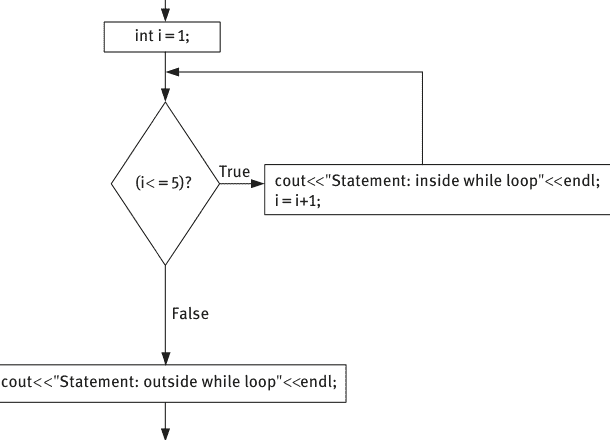 int i = 1;
(i< = 5)?
True
cout<<"Statement: inside while loop"<<endl;
i = i+1;
False
cout<<"Statement: outside while loop"<<endl;